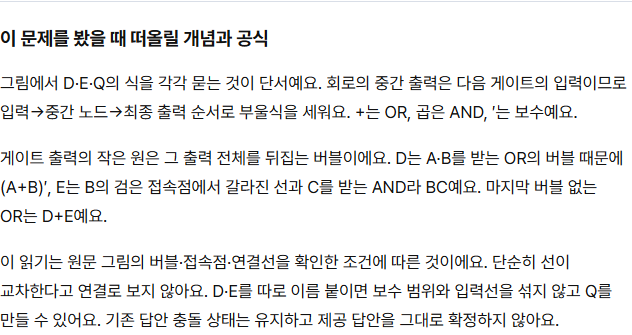 이 문제를 봤을 때 떠올릴 개념과 공식
그림에서 D·E·Q의 식을 각각 묻는 것이 단서예요. 회로의 중간 출력은 다음 게이트의 입력이므로
입력→중간 노드→최종 출력 순서로 부울식을 세워요. +는 OR, 곱은 AND, ′는 보수예요.
게이트 출력의 작은 원은 그 출력 전체를 뒤집는 버블이에요. D는 A·B를 받는 OR의 버블 때문에
(A+B)′, E는 B의 검은 접속점에서 갈라진 선과 C를 받는 AND라 BC예요. 마지막 버블 없는
OR는 D+E예요.
이 읽기는 원문 그림의 버블·접속점·연결선을 확인한 조건에 따른 것이에요. 단순히 선이
교차한다고 연결로 보지 않아요. D·E를 따로 이름 붙이면 보수 범위와 입력선을 섞지 않고 Q를
만들 수 있어요. 기존 답안 충돌 상태는 유지하고 제공 답안을 그대로 확정하지 않아요.